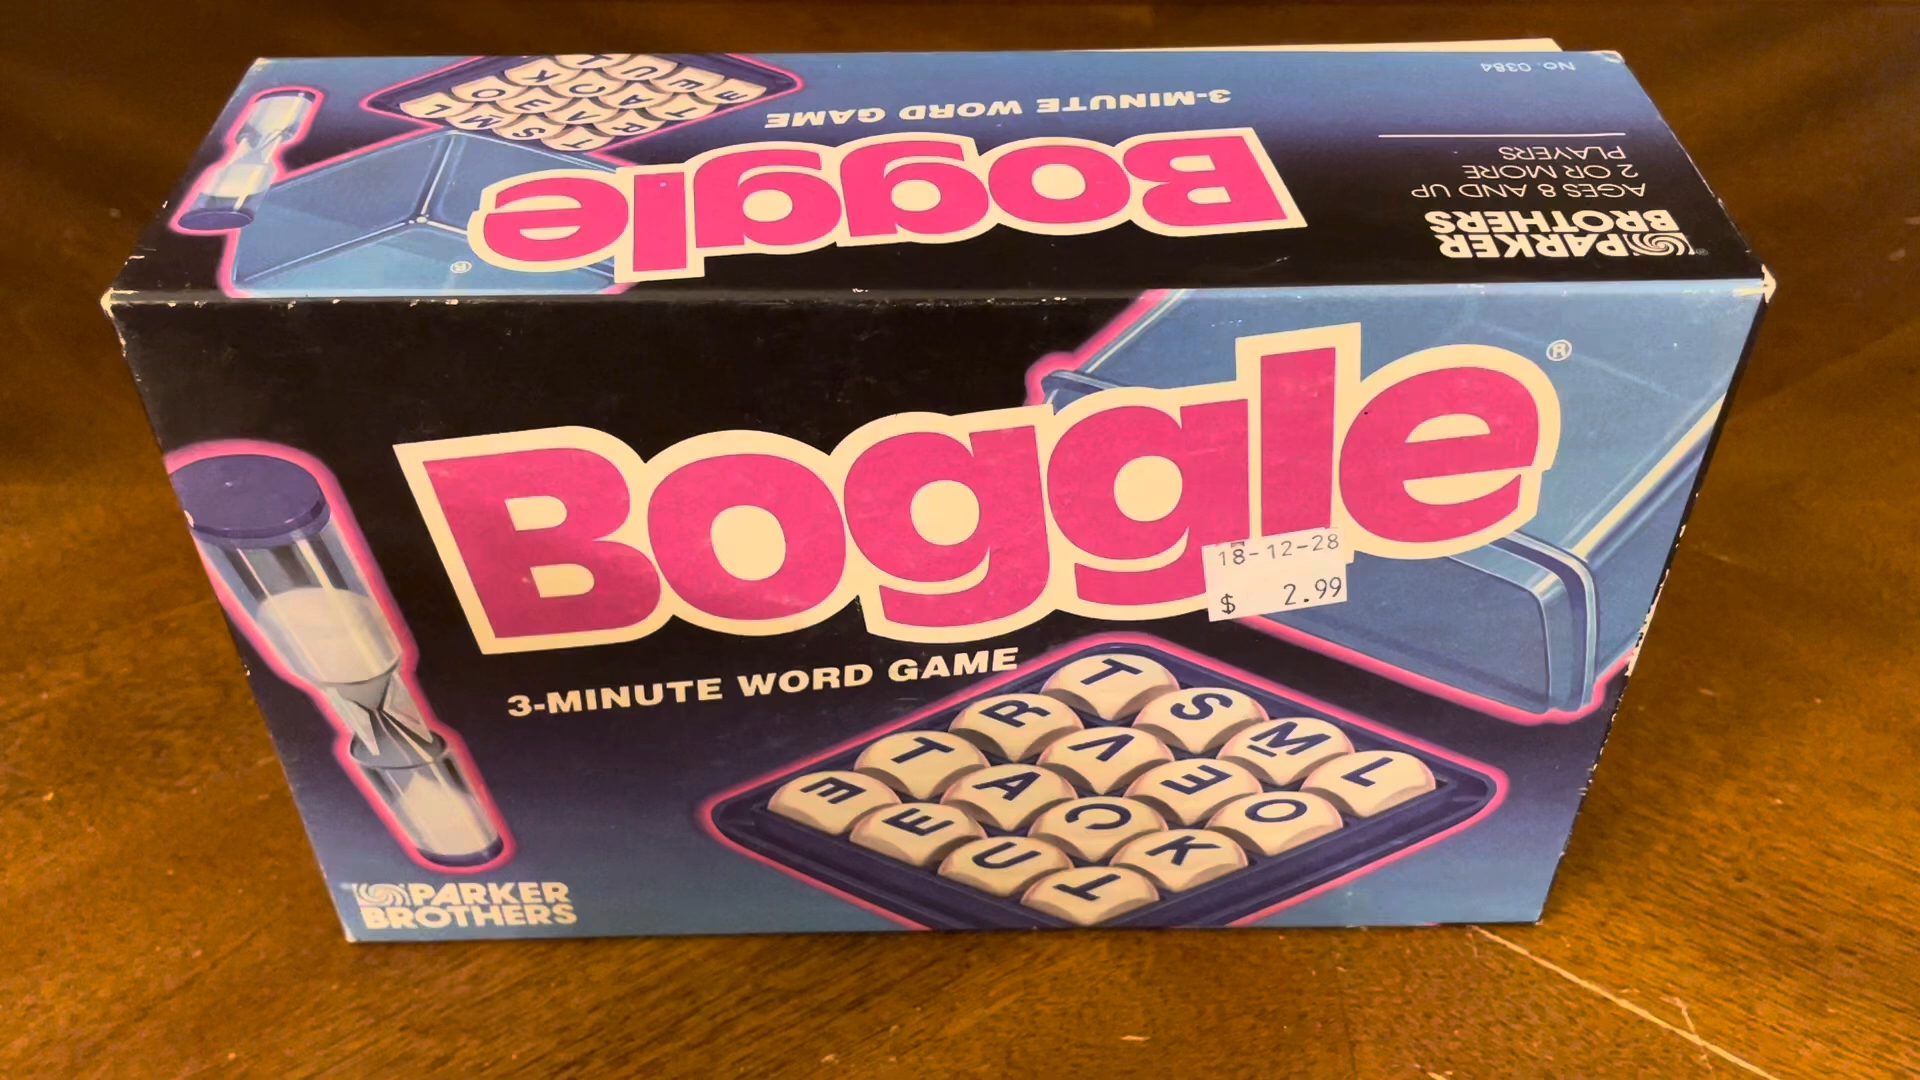 NO. 0384
3-MINUTE WORD GAME
Boggle®
AGES 8 AND UP
2 OR MORE
PLAYERS
PARKER
BROTHERS
Boggle®
18-12-28
$ 2.99
3-MINUTE WORD GAME
T
R S
T V M
E A E L
E C O
U K
T
PARKER
BROTHERS